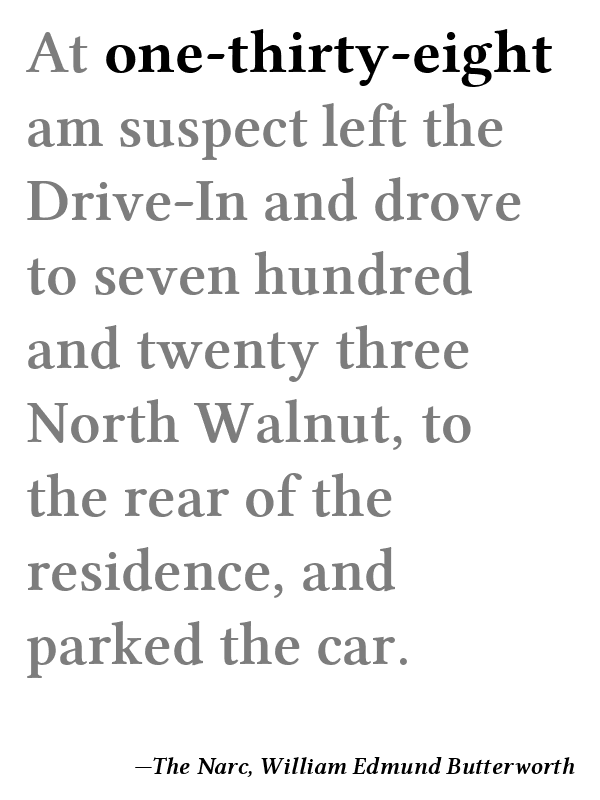 At one-thirty-eight
am suspect left the
Drive-In and drove
to seven hundred
and twenty three
North Walnut, to
the rear of the
residence, and
parked the car.
—The Narc, William Edmund Butterworth